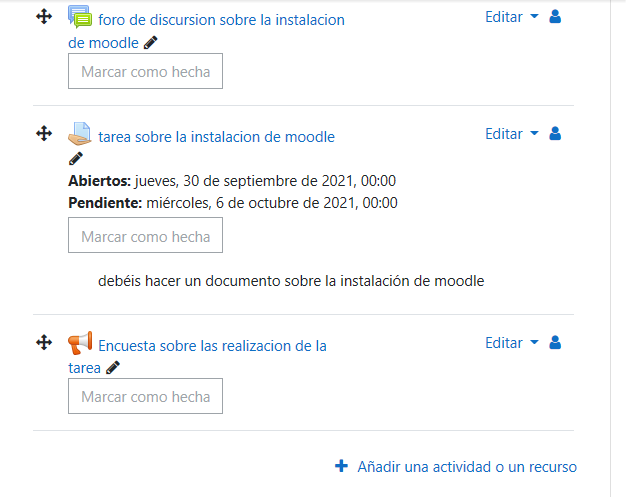 foro de discursion sobre la instalacion Editar
de moodle
Marcar como hecha
tarea sobre la instalacion de moodle Editar
Abiertos: jueves, 30 de septiembre de 2021, 00:00
Pendiente: miércoles, 6 de octubre de 2021, 00:00
Marcar como hecha
debéis hacer un documento sobre la instalación de moodle
Encuesta sobre las realizacion de la Editar
tarea
Marcar como hecha
Añadir una actividad o un recurso